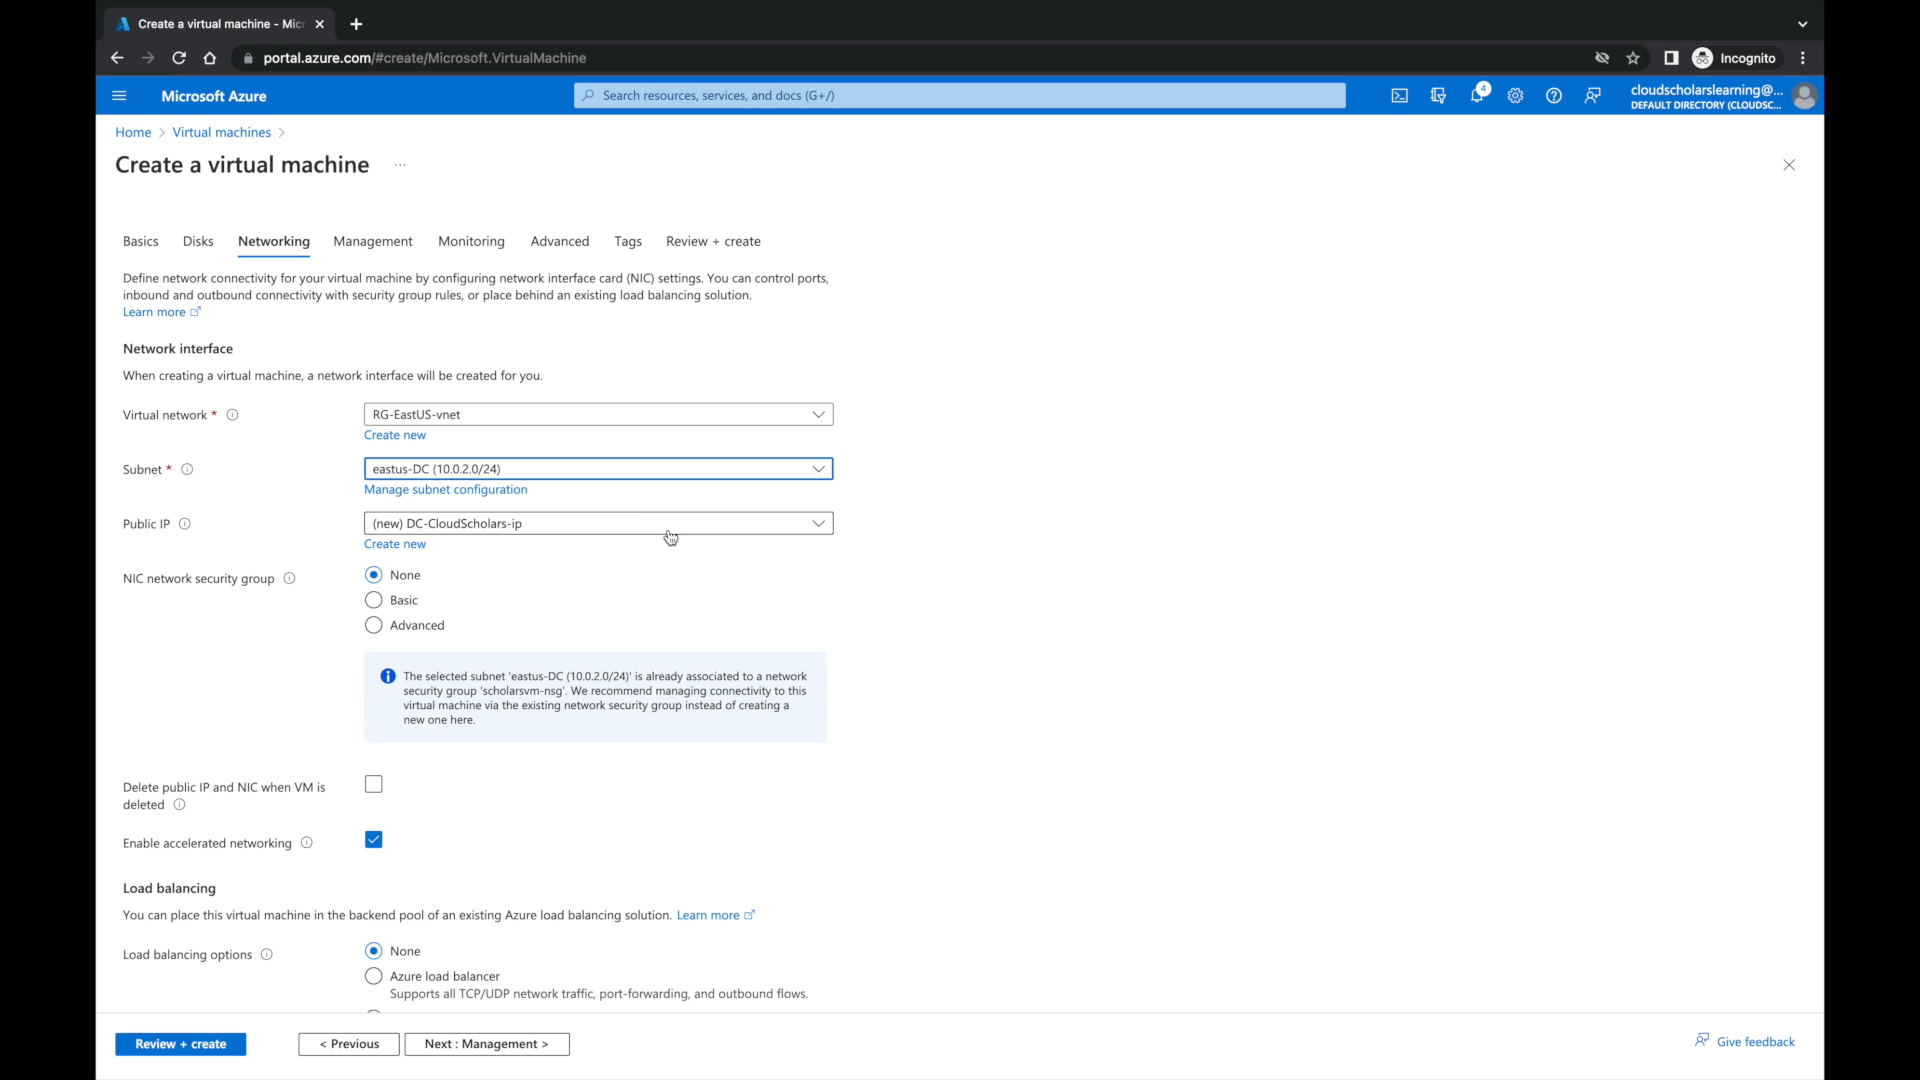 Create a virtual machine - Micr
portal.azure.com/#create/Microsoft.VirtualMachine
Incognito
Microsoft Azure
Search resources, services, and docs (G+/)
4
cloudscholarslearning@...
DEFAULT DIRECTORY (CLOUDSC...
Home > Virtual machines >
Create a virtual machine ...
Basics Disks Networking Management Monitoring Advanced Tags Review + create
Define network connectivity for your virtual machine by configuring network interface card (NIC) settings. You can control ports,
inbound and outbound connectivity with security group rules, or place behind an existing load balancing solution.
Learn more
Network interface
When creating a virtual machine, a network interface will be created for you.
Virtual network *
RG-EastUS-vnet
Create new
Subnet *
eastus-DC (10.0.2.0/24)
Manage subnet configuration
Public IP
(new) DC-CloudScholars-ip
Create new
NIC network security group
None
Basic
Advanced
The selected subnet 'eastus-DC (10.0.2.0/24)' is already associated to a network
security group 'scholarsvm-nsg'. We recommend managing connectivity to this
virtual machine via the existing network security group instead of creating a
new one here.
Delete public IP and NIC when VM is
deleted
Enable accelerated networking
Load balancing
You can place this virtual machine in the backend pool of an existing Azure load balancing solution. Learn more
Load balancing options
None
Azure load balancer
Supports all TCP/UDP network traffic, port-forwarding, and outbound flows.
Review + create
< Previous
Next : Management >
Give feedback